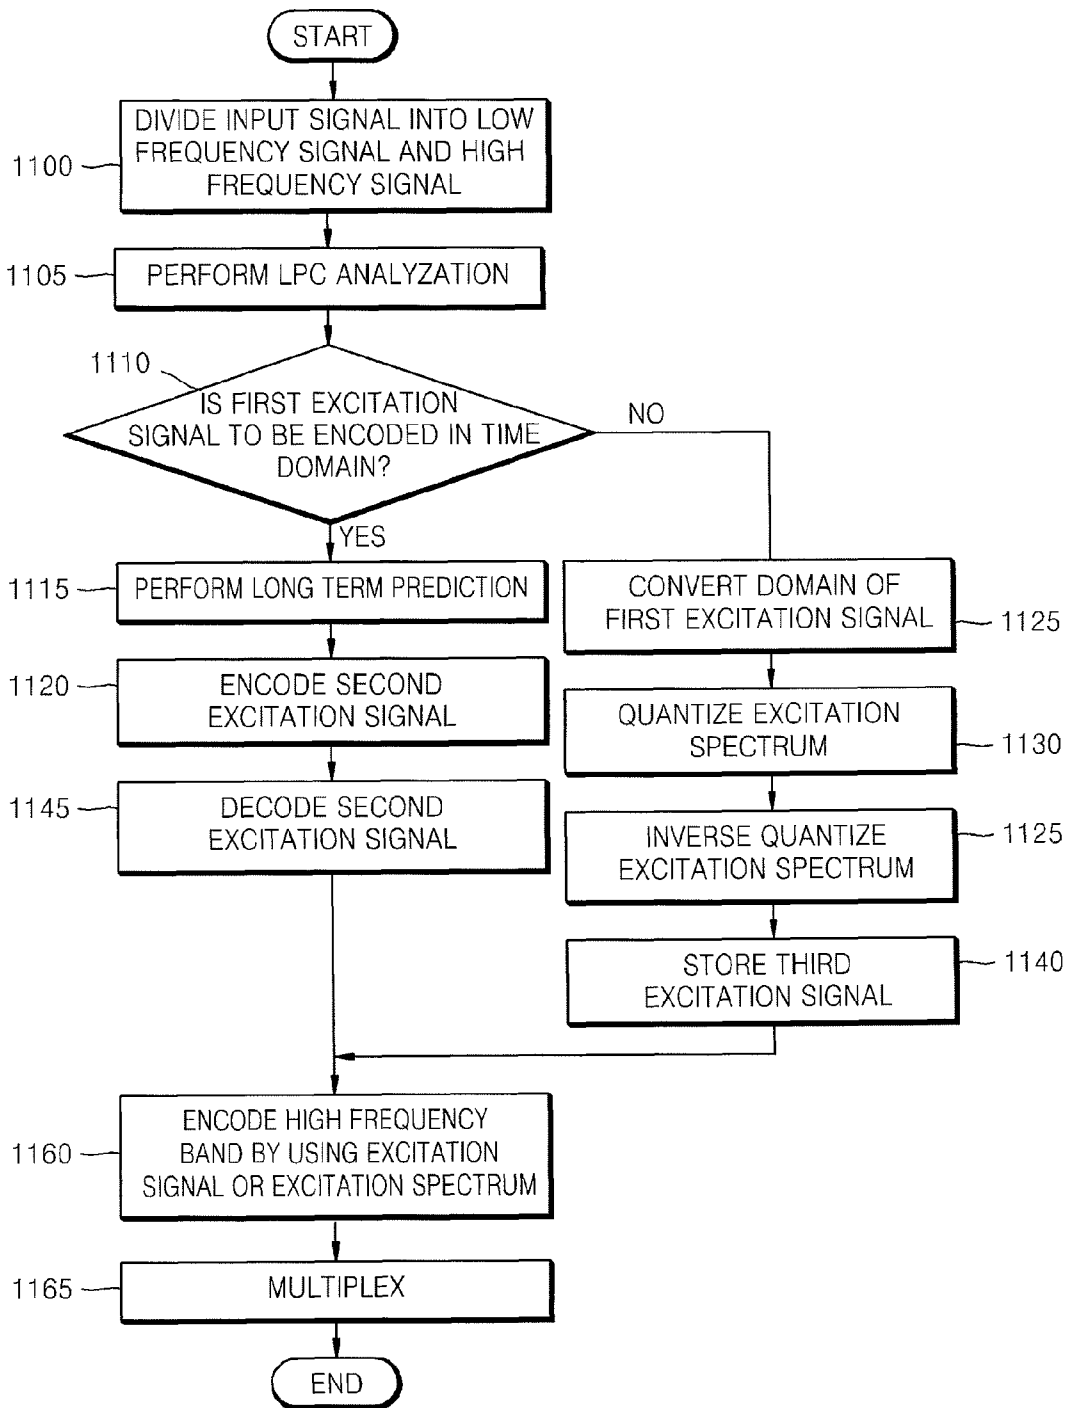 START
1100
DIVIDE INPUT SIGNAL INTO LOW
FREQUENCY SIGNAL AND HIGH
FREQUENCY SIGNAL
1105
PERFORM LPC ANALYZATION
1110
IS FIRST EXCITATION
SIGNAL TO BE ENCODED IN TIME
DOMAIN?
NO
YES
1115
PERFORM LONG TERM PREDICTION
1120
ENCODE SECOND
EXCITATION SIGNAL
1145
DECODE SECOND
EXCITATION SIGNAL
CONVERT DOMAIN OF
FIRST EXCITATION SIGNAL
1125
QUANTIZE EXCITATION
SPECTRUM
1130
INVERSE QUANTIZE
EXCITATION SPECTRUM
1125
STORE THIRD
EXCITATION SIGNAL
1140
1160
ENCODE HIGH FREQUENCY
BAND BY USING EXCITATION
SIGNAL OR EXCITATION SPECTRUM
1165
MULTIPLEX
END